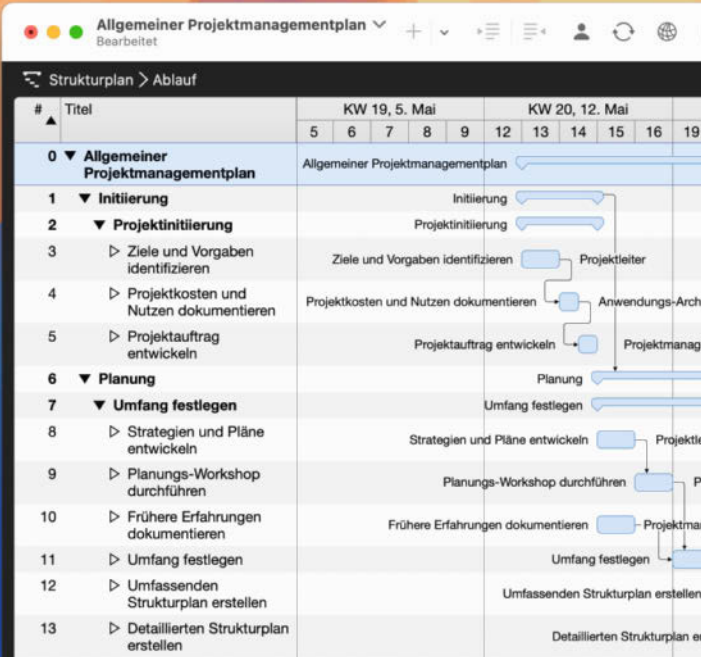 Allgemeiner Projektmanagementplan
Bearbeitet
Strukturplan > Ablauf
# Titel KW 19, 5. Mai KW 20, 12. Mai
5 6 7 8 9 12 13 14 15 16 19
0 Allgemeiner Projektmanagementplan
Allgemeiner Projektmanagementplan
1 Initiierung Initiierung
2 Projektinitiierung Projektinitiierung
3 Ziele und Vorgaben Ziele und Vorgaben identifizieren Projektleiter
identifizieren
4 Projektkosten und Projektkosten und Nutzen dokumentieren Anwendungs-Arch
Nutzen dokumentieren
5 Projektauftrag Projektauftrag entwickeln Projektmanag
entwickeln
6 Planung Planung
7 Umfang festlegen Umfang festlegen
8 Strategien und Pläne Strategien und Pläne entwickeln Projektle
entwickeln
9 Planungs-Workshop Planungs-Workshop durchführen P
durchführen
10 Frühere Erfahrungen Frühere Erfahrungen dokumentieren Projektma
dokumentieren
11 Umfang festlegen Umfang festlegen
12 Umfassenden Umfassenden Strukturplan erstellen
Strukturplan erstellen
13 Detaillierten Strukturplan Detaillierten Strukturplan e
erstellen